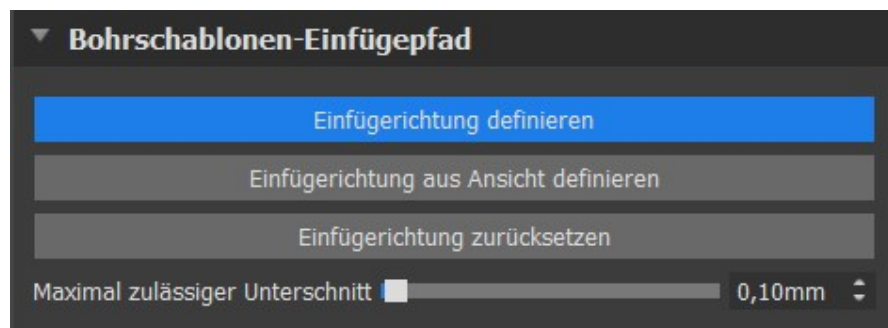 Bohrschablonen-Einfügepfad
Einfügerichtung definieren
Einfügerichtung aus Ansicht definieren
Einfügerichtung zurücksetzen
Maximal zulässiger Unterschnitt 0,10mm